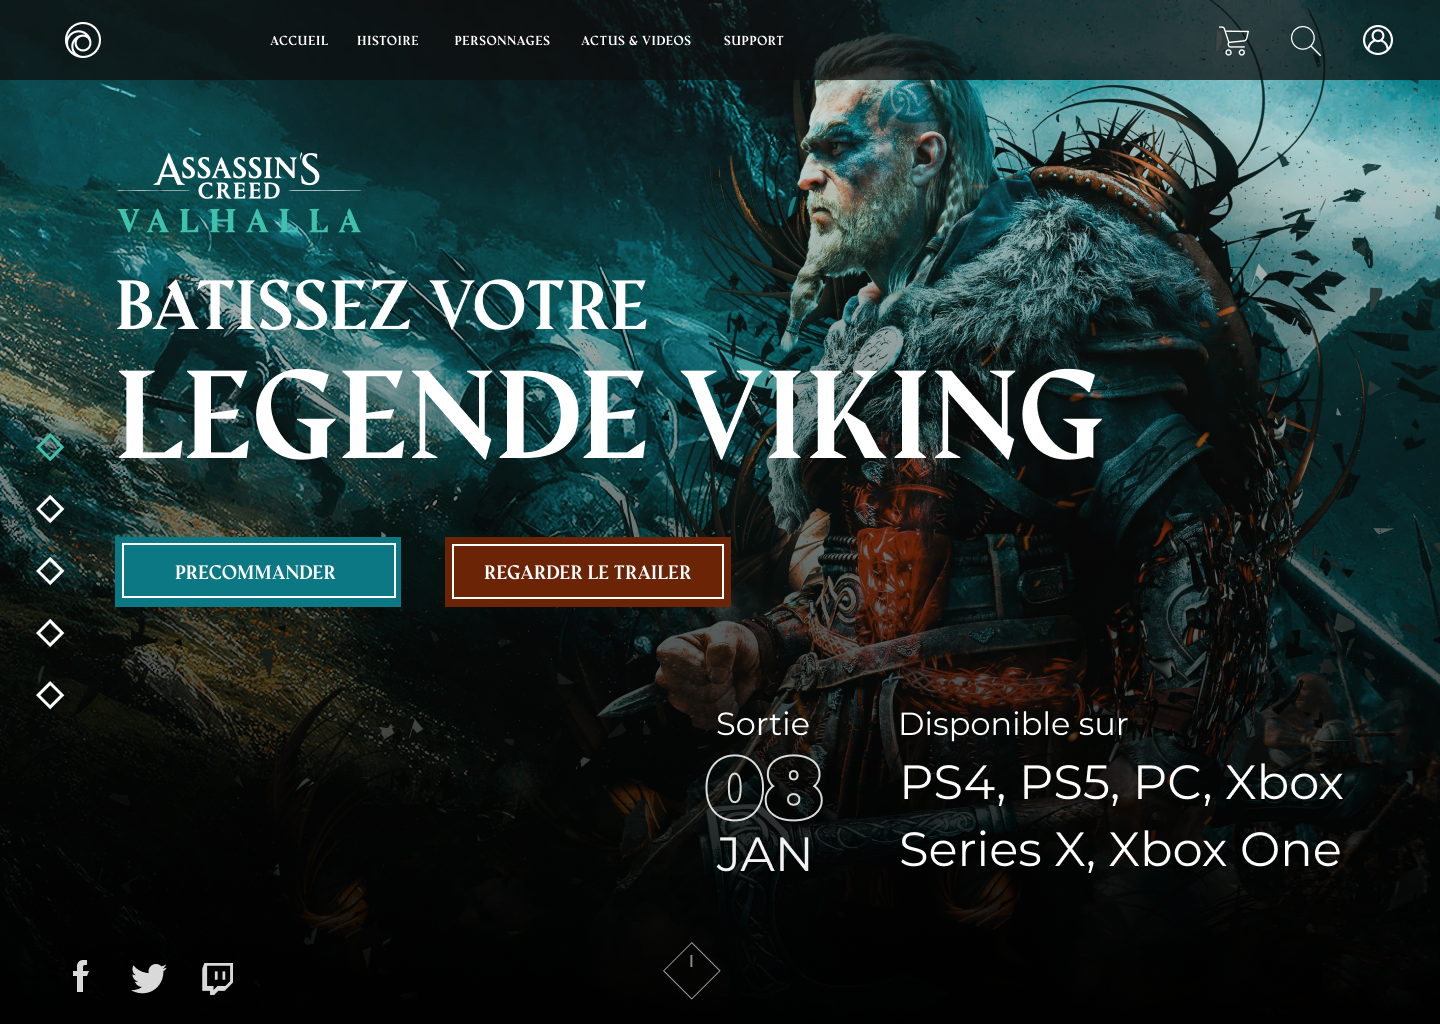 ACCUEIL HISTOIRE PERSONNAGES ACTUS & VIDEOS SUPPORT
ASSASSIN'S
CREED
VALHALLA
BATISSEZ VOTRE
LEGENDE VIKING
PRECOMMANDER REGARDER LE TRAILER
Sortie
08
JAN
Disponible sur
PS4, PS5, PC, Xbox
Series X, Xbox One